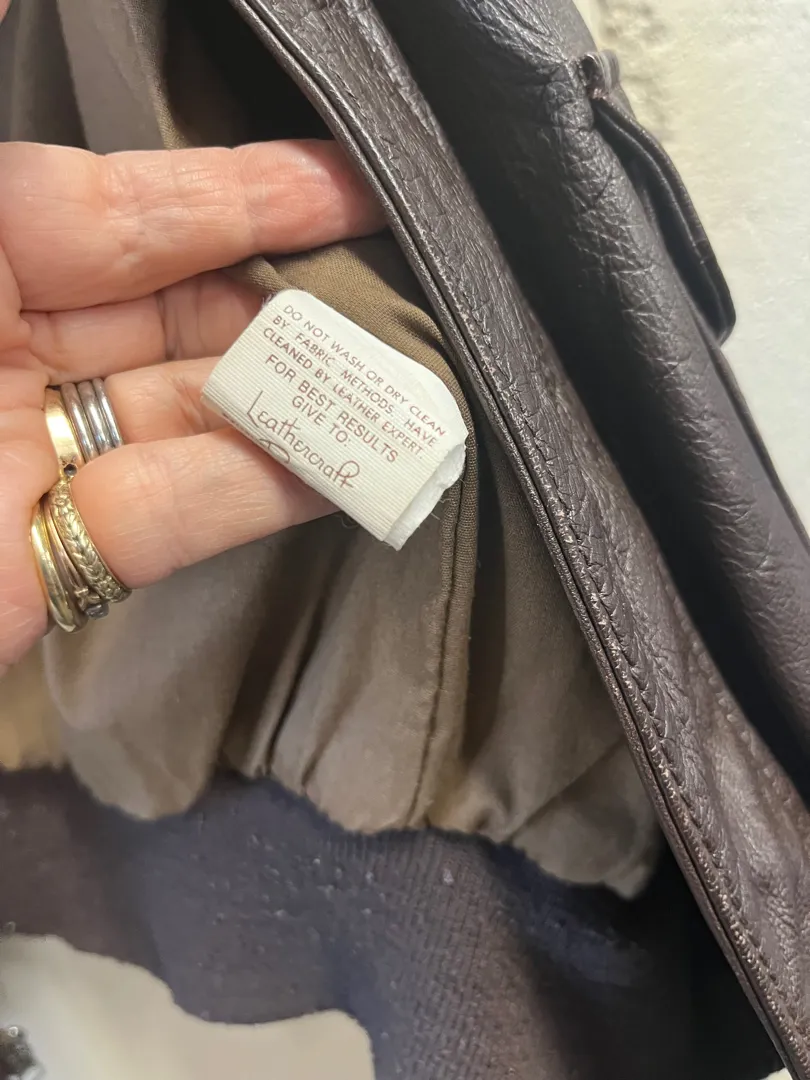 DO NOT WASH OR DRY CLEAN
BY FABRIC METHODS. HAVE
CLEANED BY LEATHER EXPERT.
FOR BEST RESULTS
GIVE TO:
Leathercraft